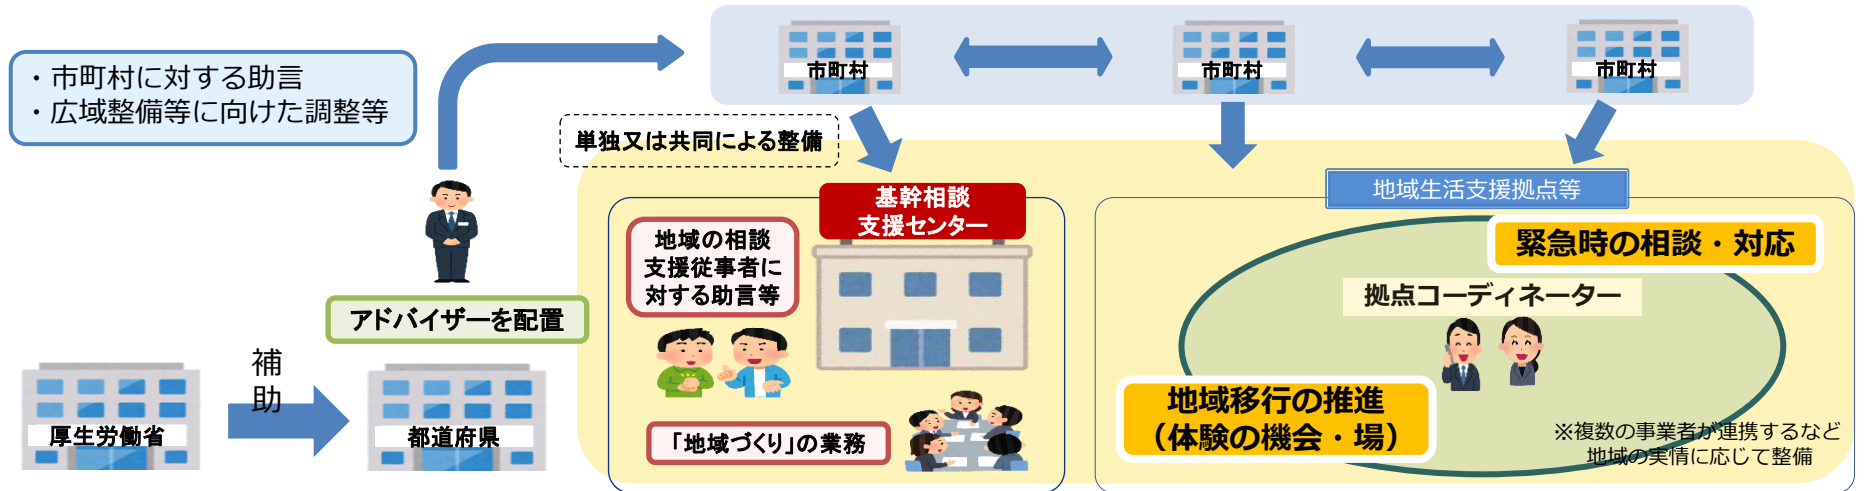 ・市町村に対する助言
・広域整備等に向けた調整等
市町村
市町村
市町村
単独又は共同による整備
アドバイザーを配置
厚生労働省
補
助
都道府県
基幹相談
支援センター
地域の相談
支援従事者に
対する助言等
「地域づくり」の業務
地域生活支援拠点等
緊急時の相談・対応
拠点コーディネーター
地域移行の推進
（体験の機会・場）
※複数の事業者が連携するなど
地域の実情に応じて整備